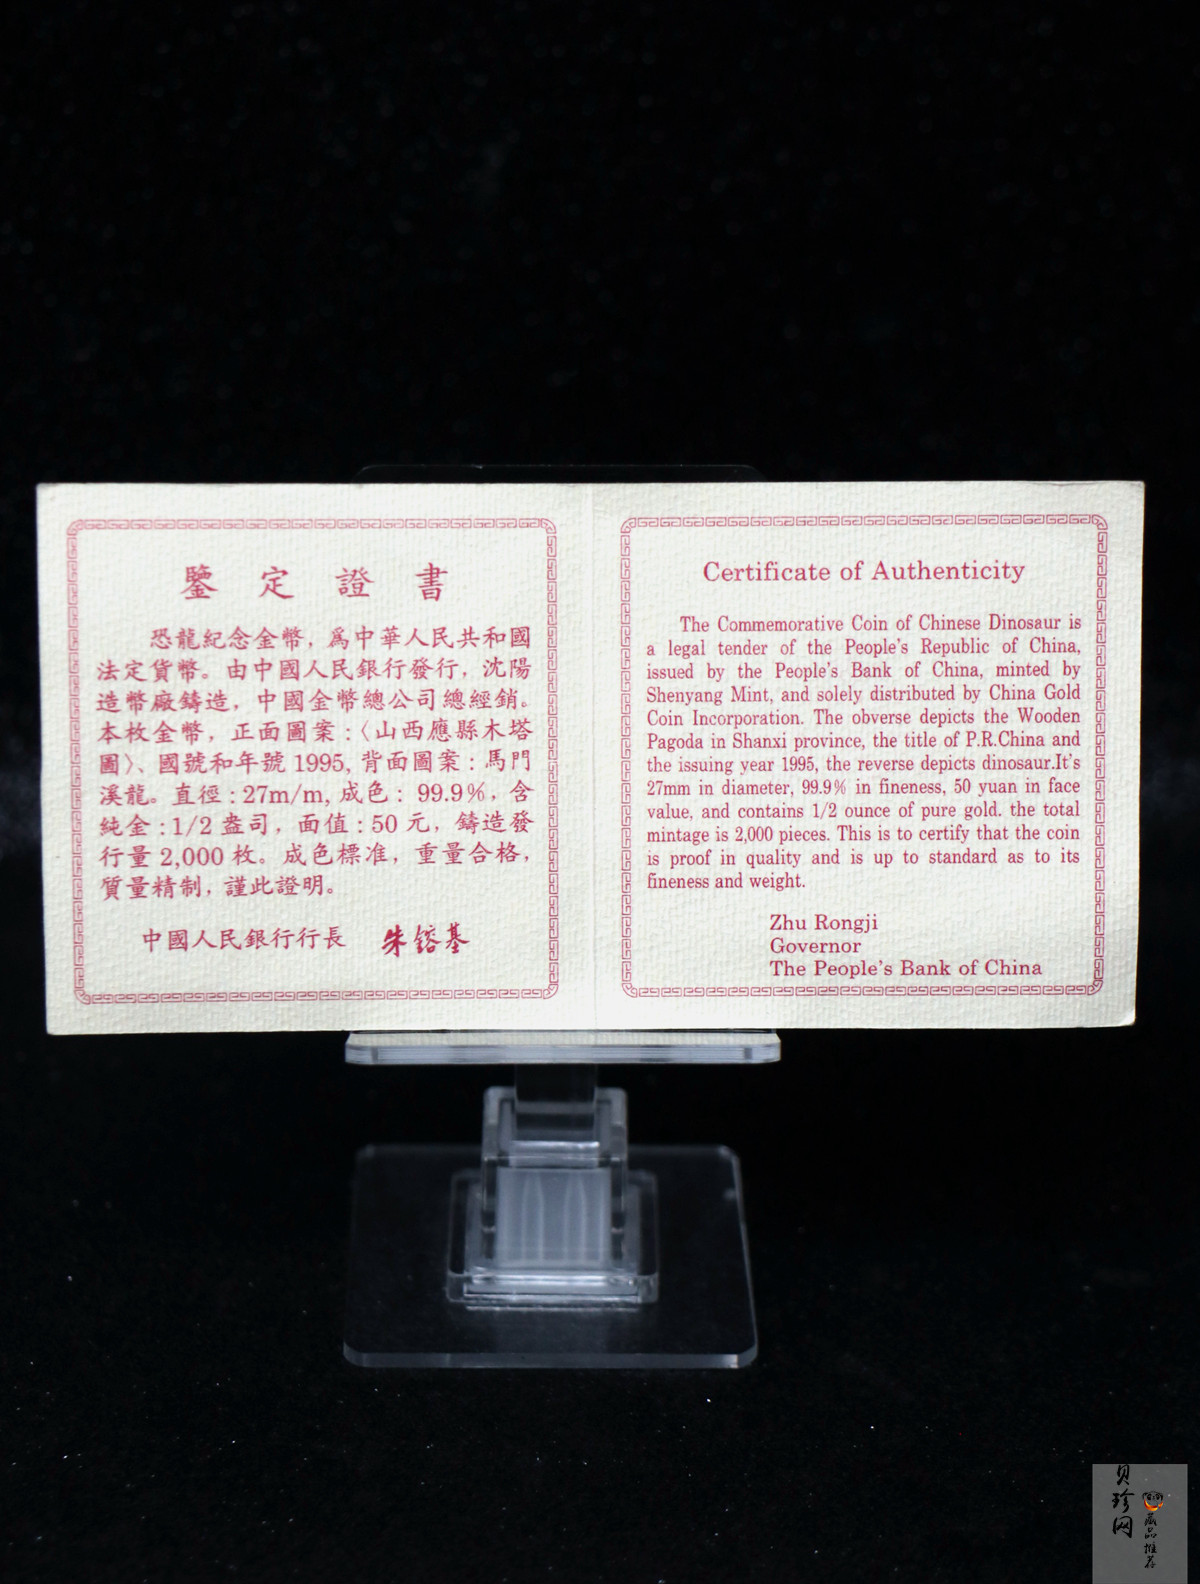 鑒定證書
恐龍紀念金幣，爲中華人民共和國
法定貨幣。由中國人民銀行發行，沈陽
造幣廠鑄造，中國金幣總公司總經銷。
本枚金幣，正面圖案：〈山西應縣木塔
圖〉、國號和年號1995，背面圖案：馬門
溪龍。直徑：27m/m，成色：99.9%，含
純金：1/2盎司，面值：50元，鑄造發
行量2,000枚。成色標准，重量合格，
質量精制，謹此證明。
中國人民銀行行長 朱鎔基
Certificate of Authenticity
The Commemorative Coin of Chinese Dinosaur is
a legal tender of the People's Republic of China,
issued by the People's Bank of China, minted by
Shenyang Mint, and solely distributed by China Gold
Coin Incorporation. The obverse depicts the Wooden
Pagoda in Shanxi province, the title of P.R.China and
the issuing year 1995, the reverse depicts dinosaur.It's
27mm in diameter, 99.9% in fineness, 50 yuan in face
value, and contains 1/2 ounce of pure gold. the total
mintage is 2,000 pieces. This is to certify that the coin
is proof in quality and is up to standard as to its
fineness and weight.
Zhu Rongji
Governor
The People's Bank of China
贝珍网
藏品推荐